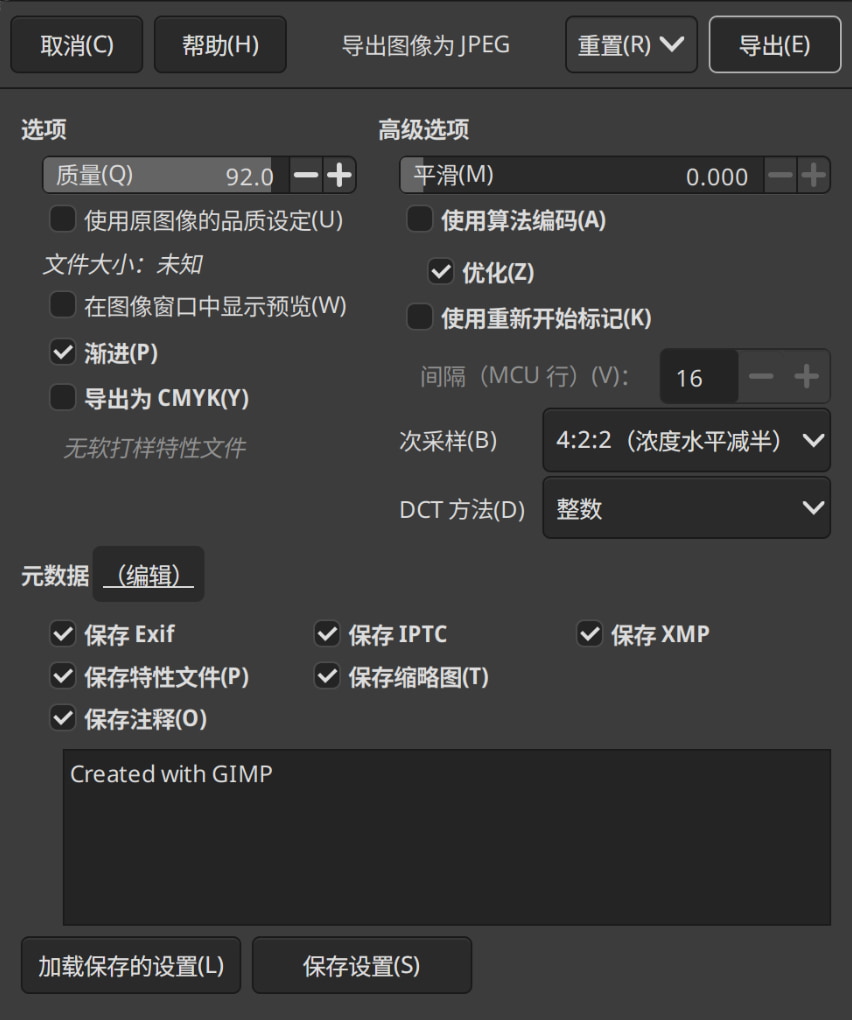 取消(C) 帮助(H) 导出图像为 JPEG 重置(R) 导出(E)
选项
质量(Q) 92.0
使用原图像的品质设定(U)
文件大小：未知
在图像窗口中显示预览(W)
渐进(P)
导出为 CMYK(Y)
无软打样特性文件
高级选项
平滑(M) 0.000
使用算法编码(A)
优化(Z)
使用重新开始标记(K)
间隔（MCU 行）(V)： 16
次采样(B) 4:2:2（浓度水平减半）
DCT 方法(D) 整数
元数据 （编辑）
保存 Exif 保存 IPTC 保存 XMP
保存特性文件(P) 保存缩略图(T)
保存注释(O)
Created with GIMP
加载保存的设置(L) 保存设置(S)